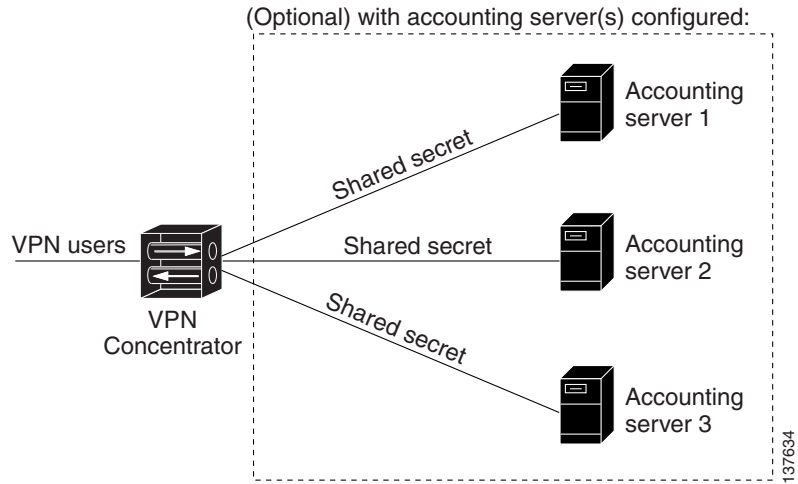 (Optional) with accounting server(s) configured:
Accounting
server 1
Shared secret
VPN users
Shared secret
Accounting
server 2
VPN
Concentrator
Shared secret
Accounting
server 3
137634